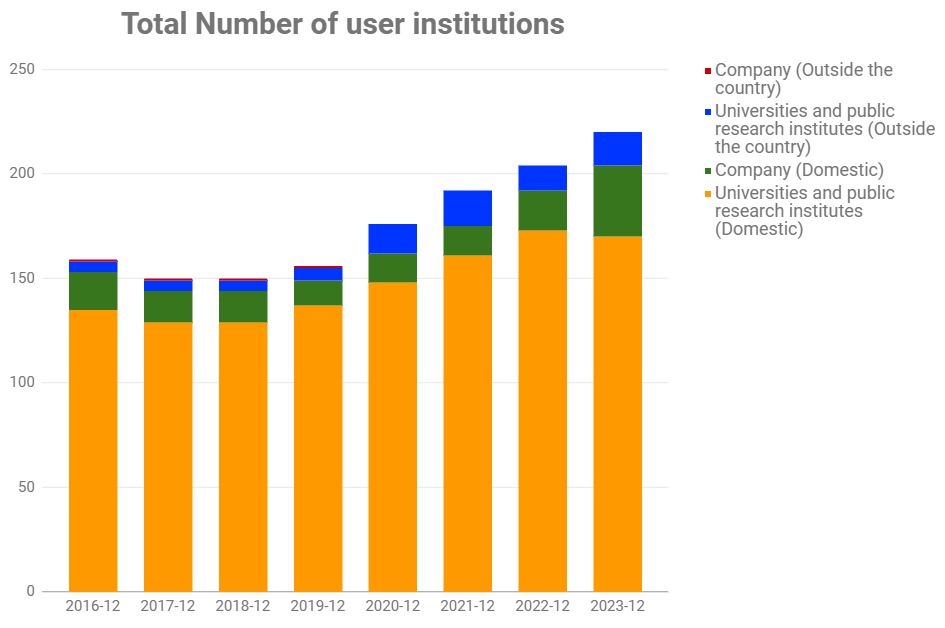 Total Number of user institutions
250
200
150
100
50
0
2016-12
2017-12
2018-12
2019-12
2020-12
2021-12
2022-12
2023-12
Company (Outside the
country)
Universities and public
research institutes (Outside
the country)
Company (Domestic)
Universities and public
research institutes
(Domestic)